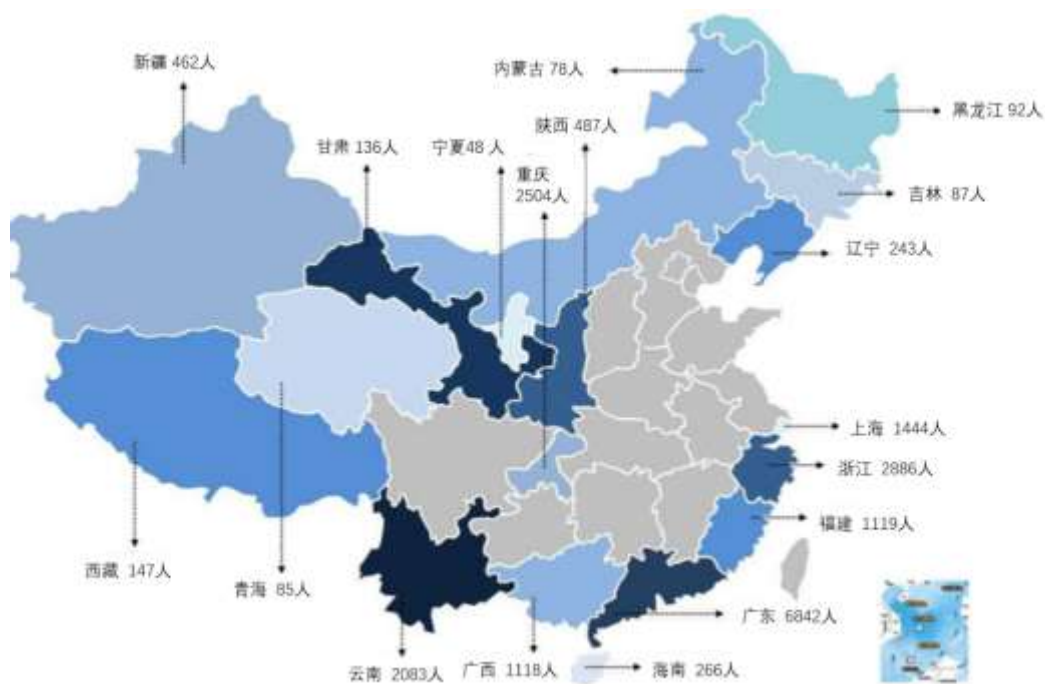 新疆 462人
内蒙古 78人
黑龙江 92人
陕西 487人
甘肃 136人
宁夏48 人
重庆
2504人
吉林 87人
辽宁 243人
上海 1444人
浙江 2886人
福建 1119人
西藏 147人
青海 85人
广东 6842人
云南 2083人
广西 1118人
海南 266人